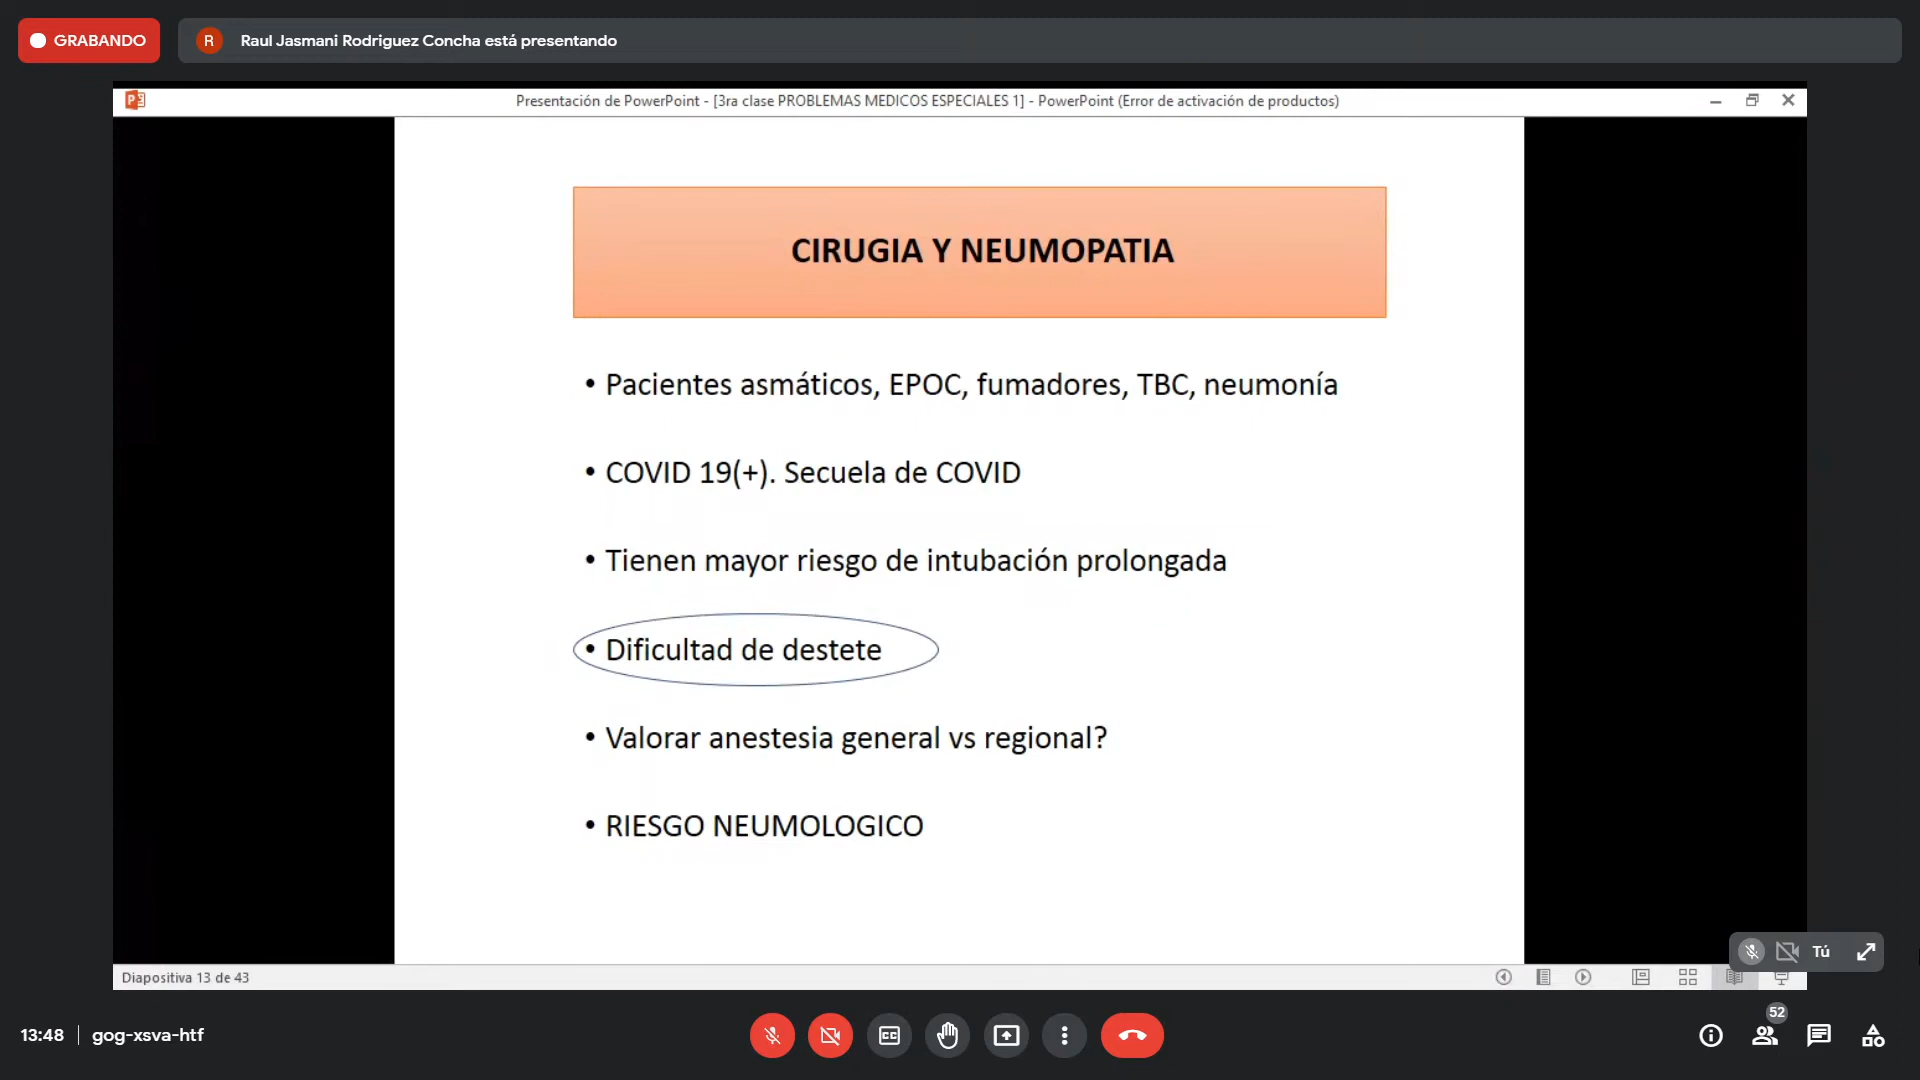 GRABANDO
R
Raul Jasmani Rodriguez Concha está presentando
Presentación de PowerPoint - [3ra clase PROBLEMAS MEDICOS ESPECIALES 1] - PowerPoint (Error de activación de productos)
CIRUGIA Y NEUMOPATIA
• Pacientes asmáticos, EPOC, fumadores, TBC, neumonía
• COVID 19(+). Secuela de COVID
• Tienen mayor riesgo de intubación prolongada
• Dificultad de destete
• Valorar anestesia general vs regional?
• RIESGO NEUMOLOGICO
Tú
Diapositiva 13 de 43
52
13:48 | gog-xsva-htf